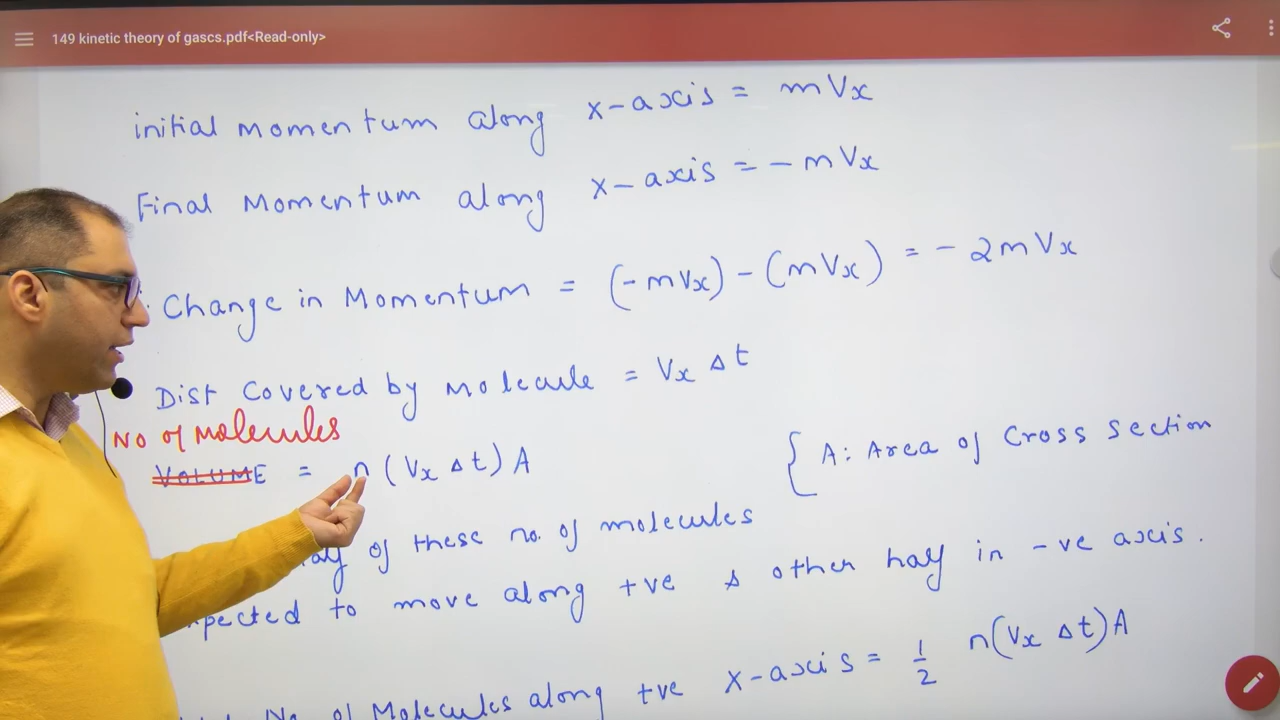 149 kinetic theory of gascs.pdf<Read-only>
initial momentum along x-axis = mVx
Final Momentum along x-axis = - mVx
Change in Momentum = (-mVx) - (mVx) = - 2mVx
Dist Covered by molecule = Vx Δt
No of Molecules
VOLUME = n (Vx Δt) A { A: Area of Cross section
of these no. of molecules
to move along +ve & other half in -ve axis.
No. of Molecules along +ve x-axis = 1/2 n(Vx Δt)A